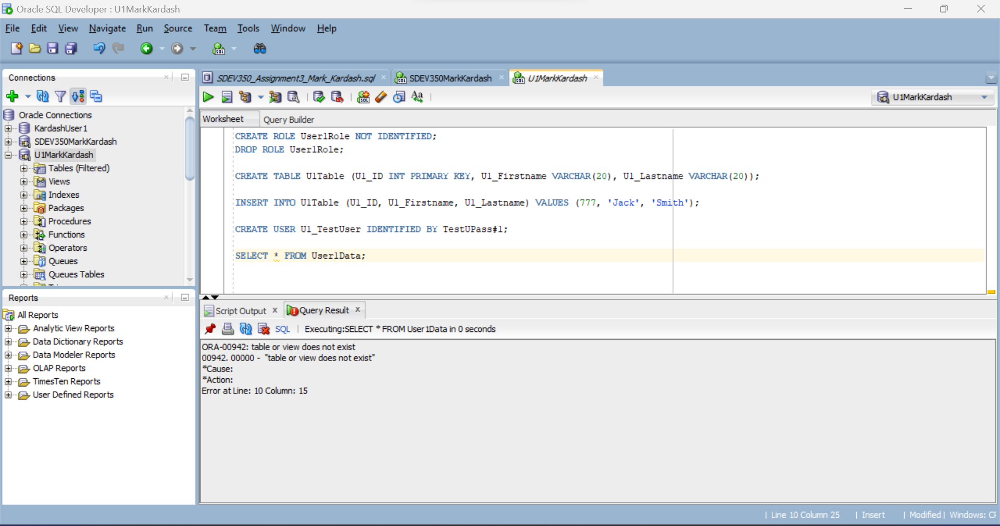 Oracle SQL Developer : U1MarkKardash
File Edit View Navigate Run Source Team Tools Window Help
Connections
Oracle Connections
KardashUser1
SDEV350MarkKardash
U1MarkKardash
Tables (Filtered)
Views
Indexes
Packages
Procedures
Functions
Operators
Queues
Queues Tables
Reports
All Reports
Analytic View Reports
Data Dictionary Reports
Data Modeler Reports
OLAP Reports
TimesTen Reports
User Defined Reports
SDEV350_Assignment3_Mark_Kardash.sql SDEV350MarkKardash U1MarkKardash
U1MarkKardash
Worksheet Query Builder
CREATE ROLE User1Role NOT IDENTIFIED;
DROP ROLE User1Role;
CREATE TABLE U1Table (U1_ID INT PRIMARY KEY, U1_Firstname VARCHAR(20), U1_Lastname VARCHAR(20));
INSERT INTO U1Table (U1_ID, U1_Firstname, U1_Lastname) VALUES (777, 'Jack', 'Smith');
CREATE USER U1_TestUser IDENTIFIED BY TestUPass#1;
SELECT * FROM User1Data;
Script Output x Query Result x
SQL | Executing:SELECT * FROM User1Data in 0 seconds
ORA-00942: table or view does not exist
00942. 00000 - "table or view does not exist"
*Cause:
*Action:
Error at Line: 10 Column: 15
| Line 10 Column 25 | Insert | Modified | Windows: